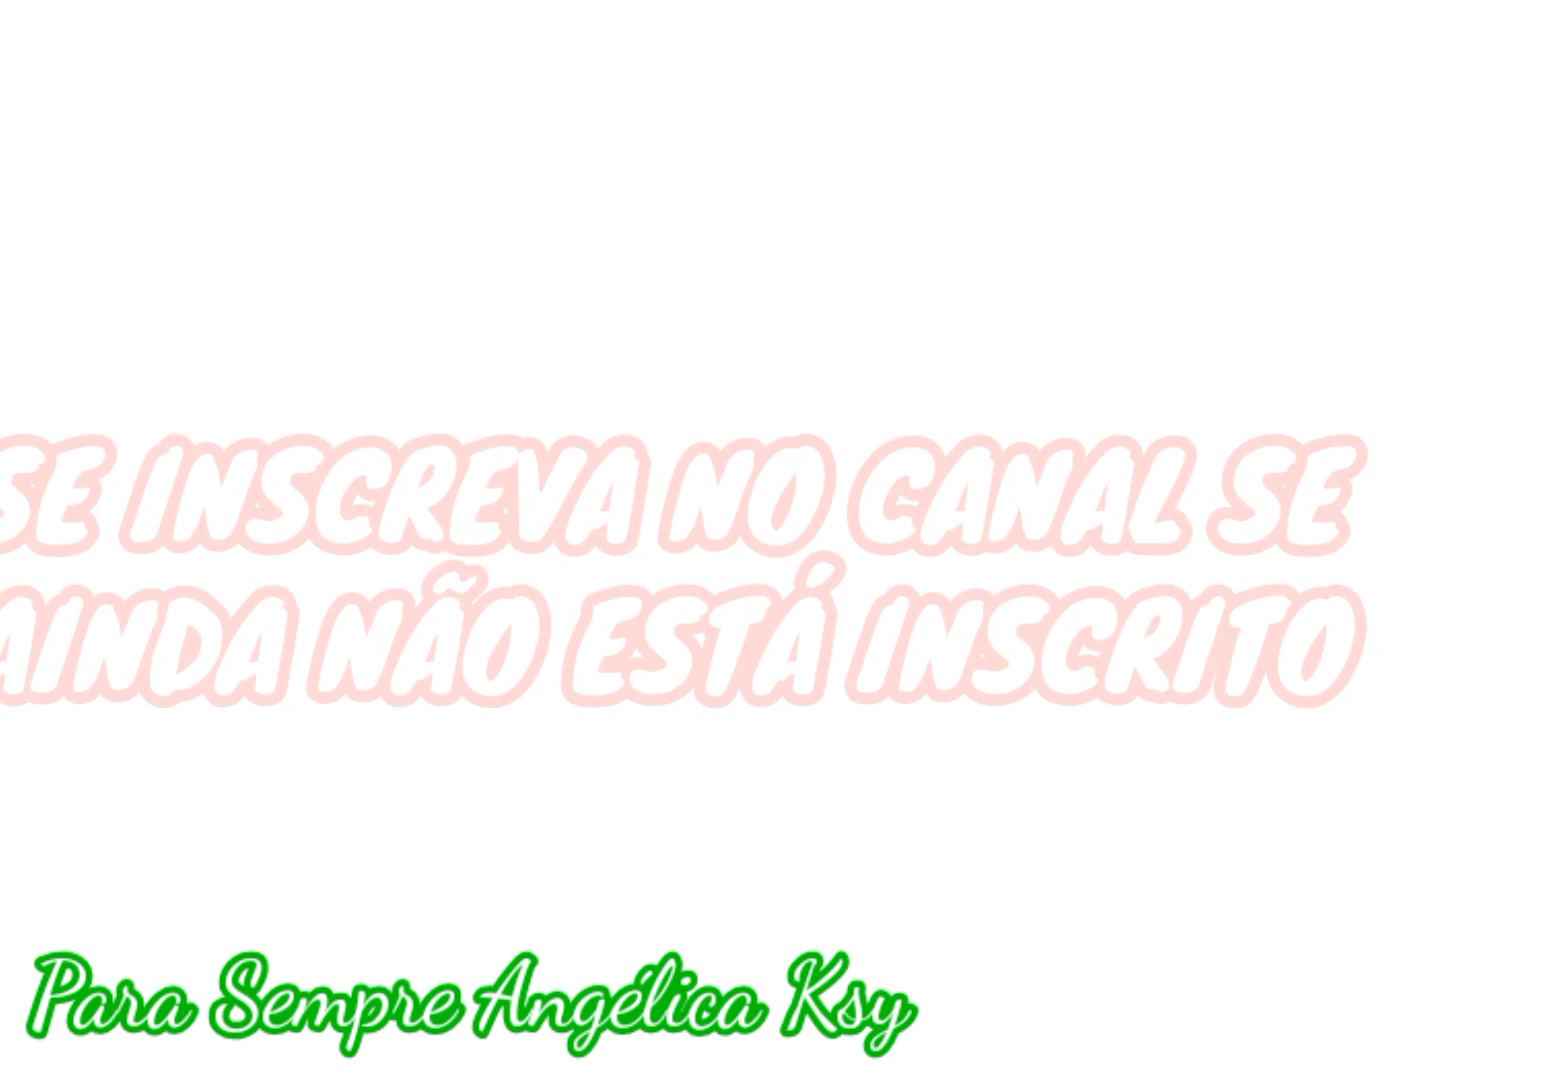 SE INSCREVA NO CANAL SE
AINDA NÃO ESTÁ INSCRITO
Para Sempre Angélica Ksy